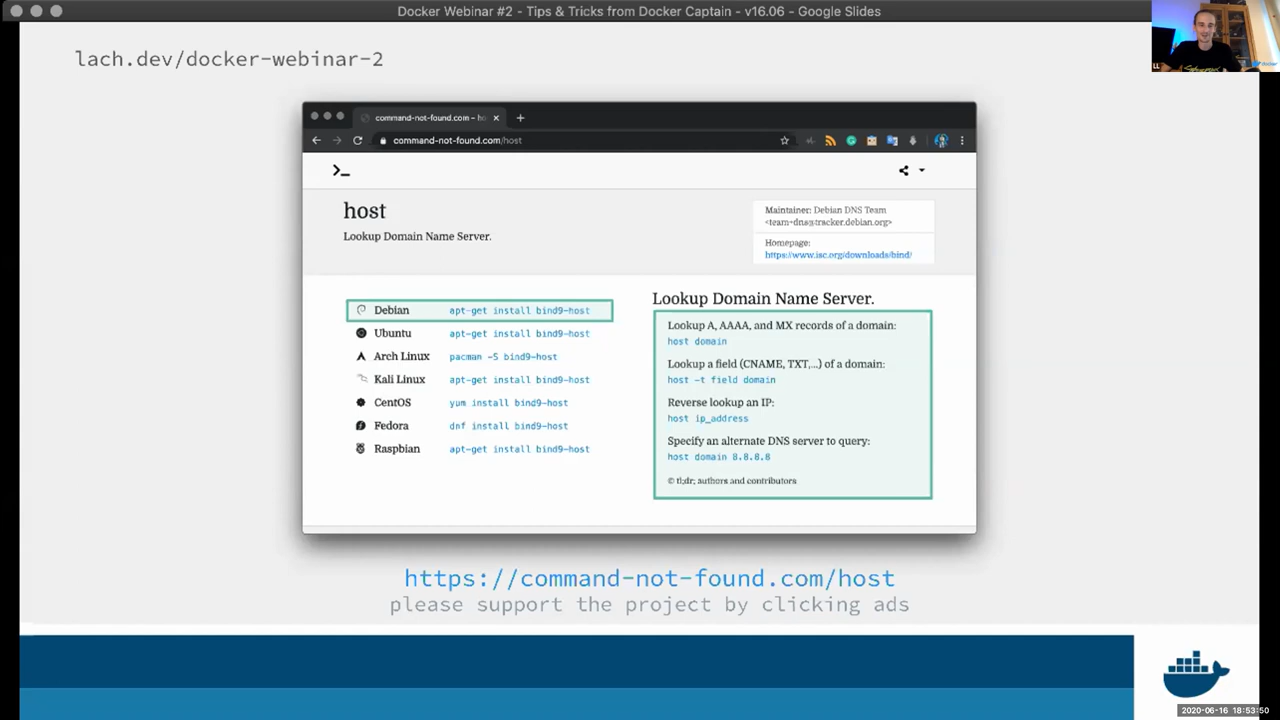 Docker Webinar #2 - Tips & Tricks from Docker Captain - v16.06 - Google Slides
lach.dev/docker-webinar-2
command-not-found.com – ho
command-not-found.com/host
>_
host
Lookup Domain Name Server.
Maintainer: Debian DNS Team
<team+dns@tracker.debian.org>
Homepage:
https://www.isc.org/downloads/bind/
Debian apt-get install bind9-host
Ubuntu apt-get install bind9-host
Arch Linux pacman -S bind9-host
Kali Linux apt-get install bind9-host
CentOS yum install bind9-host
Fedora dnf install bind9-host
Raspbian apt-get install bind9-host
Lookup Domain Name Server.
Lookup A, AAAA, and MX records of a domain:
host domain
Lookup a field (CNAME, TXT,...) of a domain:
host -t field domain
Reverse lookup an IP:
host ip_address
Specify an alternate DNS server to query:
host domain 8.8.8.8
© tl;dr; authors and contributors
https://command-not-found.com/host
please support the project by clicking ads
LL
docker
2020-06-16 18:53:50